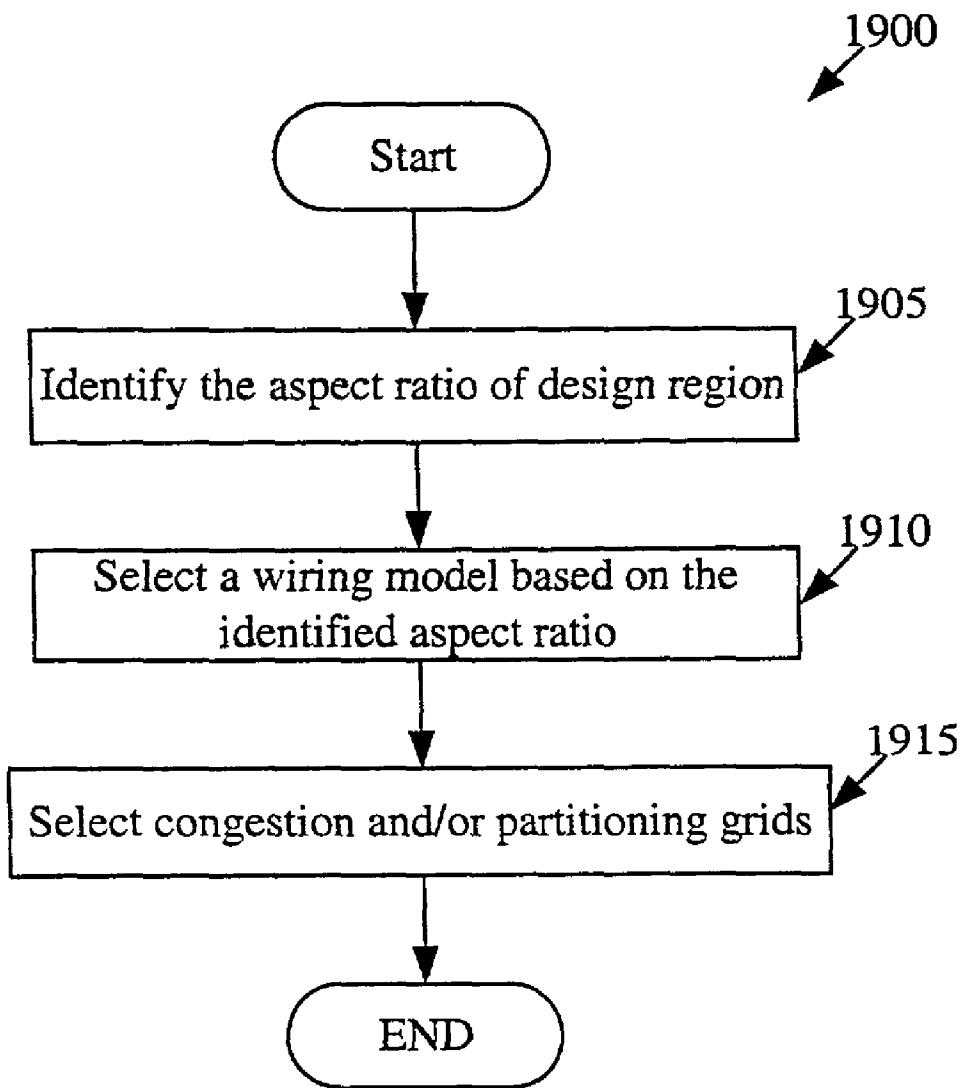 1900
Start
1905
Identify the aspect ratio of design region
1910
Select a wiring model based on the
identified aspect ratio
1915
Select congestion and/or partitioning grids
END